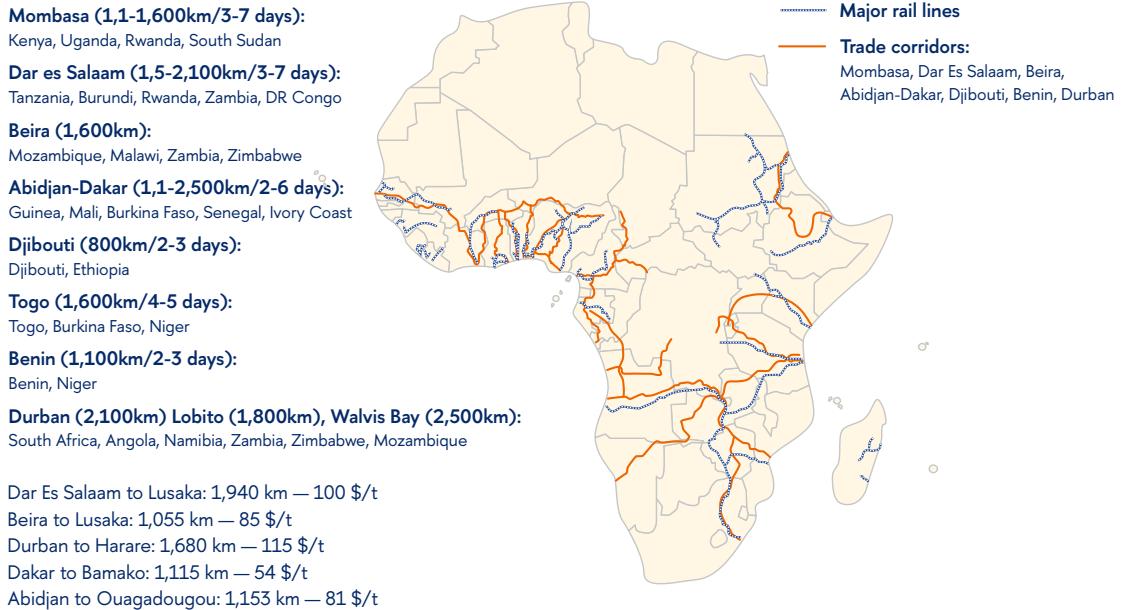 Mombasa (1,1-1,600km/3-7 days):
Kenya, Uganda, Rwanda, South Sudan
Dar es Salaam (1,5-2,100km/3-7 days):
Tanzania, Burundi, Rwanda, Zambia, DR Congo
Beira (1,600km):
Mozambique, Malawi, Zambia, Zimbabwe
Abidjan-Dakar (1,1-2,500km/2-6 days):
Guinea, Mali, Burkina Faso, Senegal, Ivory Coast
Djibouti (800km/2-3 days):
Djibouti, Ethiopia
Togo (1,600km/4-5 days):
Togo, Burkina Faso, Niger
Benin (1,100km/2-3 days):
Benin, Niger
Durban (2,100km) Lobito (1,800km), Walvis Bay (2,500km):
South Africa, Angola, Namibia, Zambia, Zimbabwe, Mozambique
Dar Es Salaam to Lusaka: 1,940 km — 100 $/t
Beira to Lusaka: 1,055 km — 85 $/t
Durban to Harare: 1,680 km — 115 $/t
Dakar to Bamako: 1,115 km — 54 $/t
Abidjan to Ouagadougou: 1,153 km — 81 $/t
Major rail lines
Trade corridors:
Mombasa, Dar Es Salaam, Beira,
Abidjan-Dakar, Djibouti, Benin, Durban